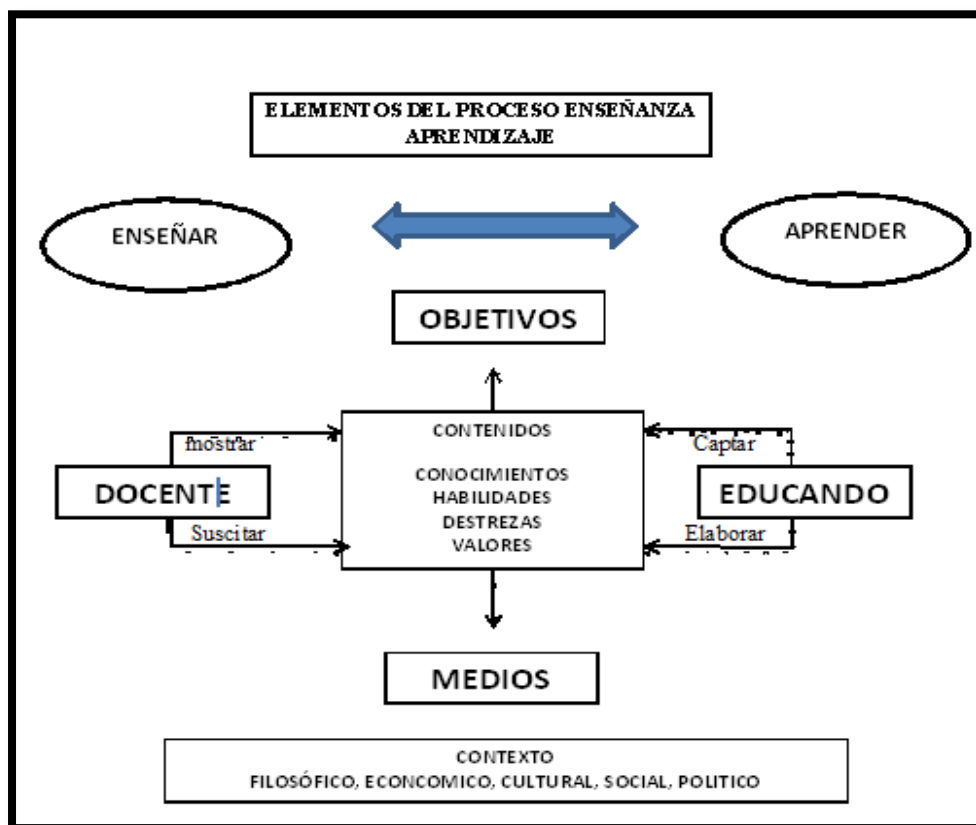 ELEMENTOS DEL PROCESO ENSEÑANZA
APRENDIZAJE
ENSEÑAR
APRENDER
OBJETIVOS
mostrar
CONTENIDOS
Captar
DOCENTE
CONOCIMIENTOS
HABILIDADES
DESTREZAS
VALORES
EDUCANDO
Suscitar
Elaborar
MEDIOS
CONTEXTO
FILOSÓFICO, ECONCOMICO, CULTURAL, SOCIAL, POLITICO